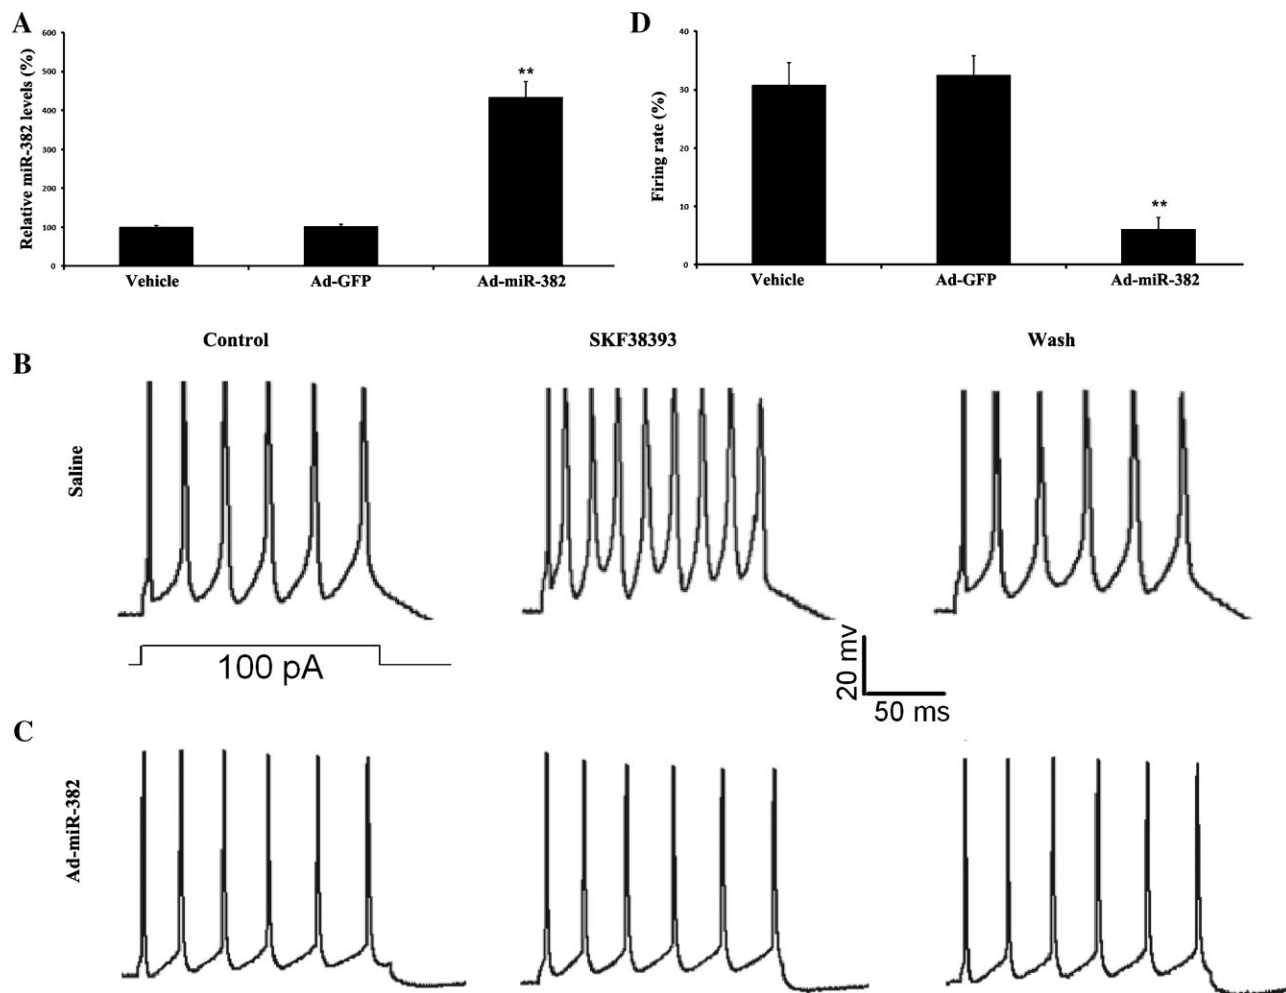 A
Relative miR-382 levels (%)
600
500
400
300
200
100
0
**
Vehicle
Ad-GFP
Ad-miR-382
D
Firing rate (%)
40
30
20
10
0
**
Vehicle
Ad-GFP
Ad-miR-382
Control
SKF38393
Wash
B
Saline
100 pA
20 mv
50 ms
C
Ad-miR-382